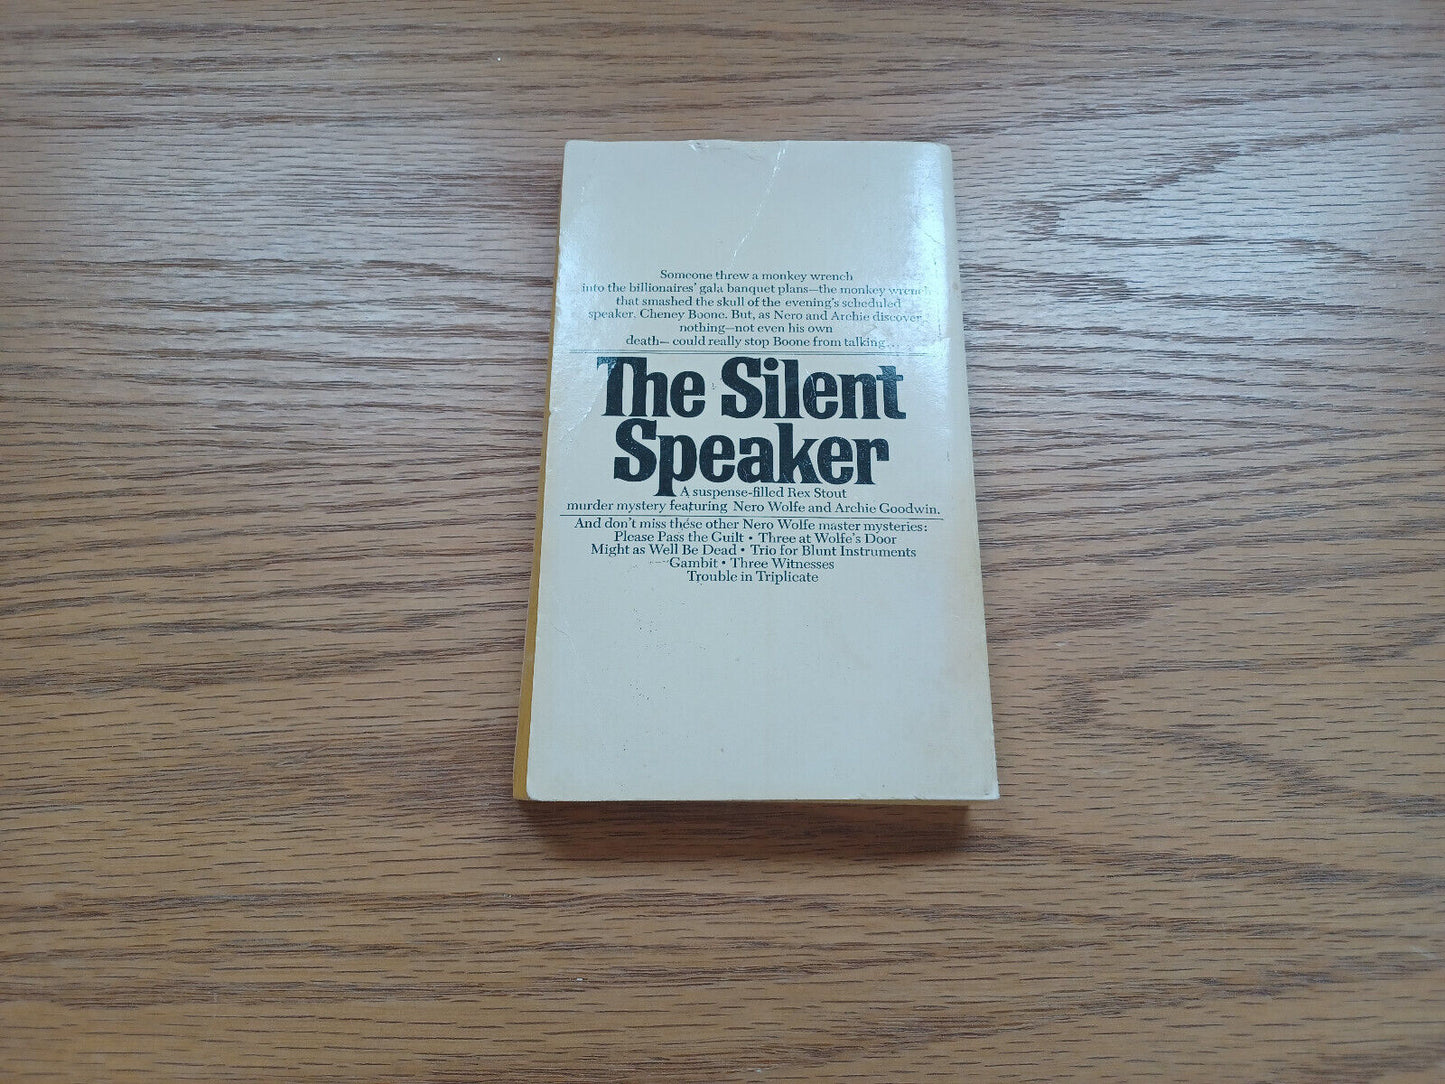 Someone threw a monkey wrench
into the billionaires' gala banquet plans—the monkey wrench
that smashed the skull of the evening's scheduled
speaker, Cheney Boone. But, as Nero and Archie discover,
nothing—not even his own
death—could really stop Boone from talking...
The Silent
Speaker
A suspense-filled Rex Stout
murder mystery featuring Nero Wolfe and Archie Goodwin.
And don't miss these other Nero Wolfe master mysteries:
Please Pass the Guilt • Three at Wolfe's Door
Might as Well Be Dead • Trio for Blunt Instruments
Gambit • Three Witnesses
Trouble in Triplicate